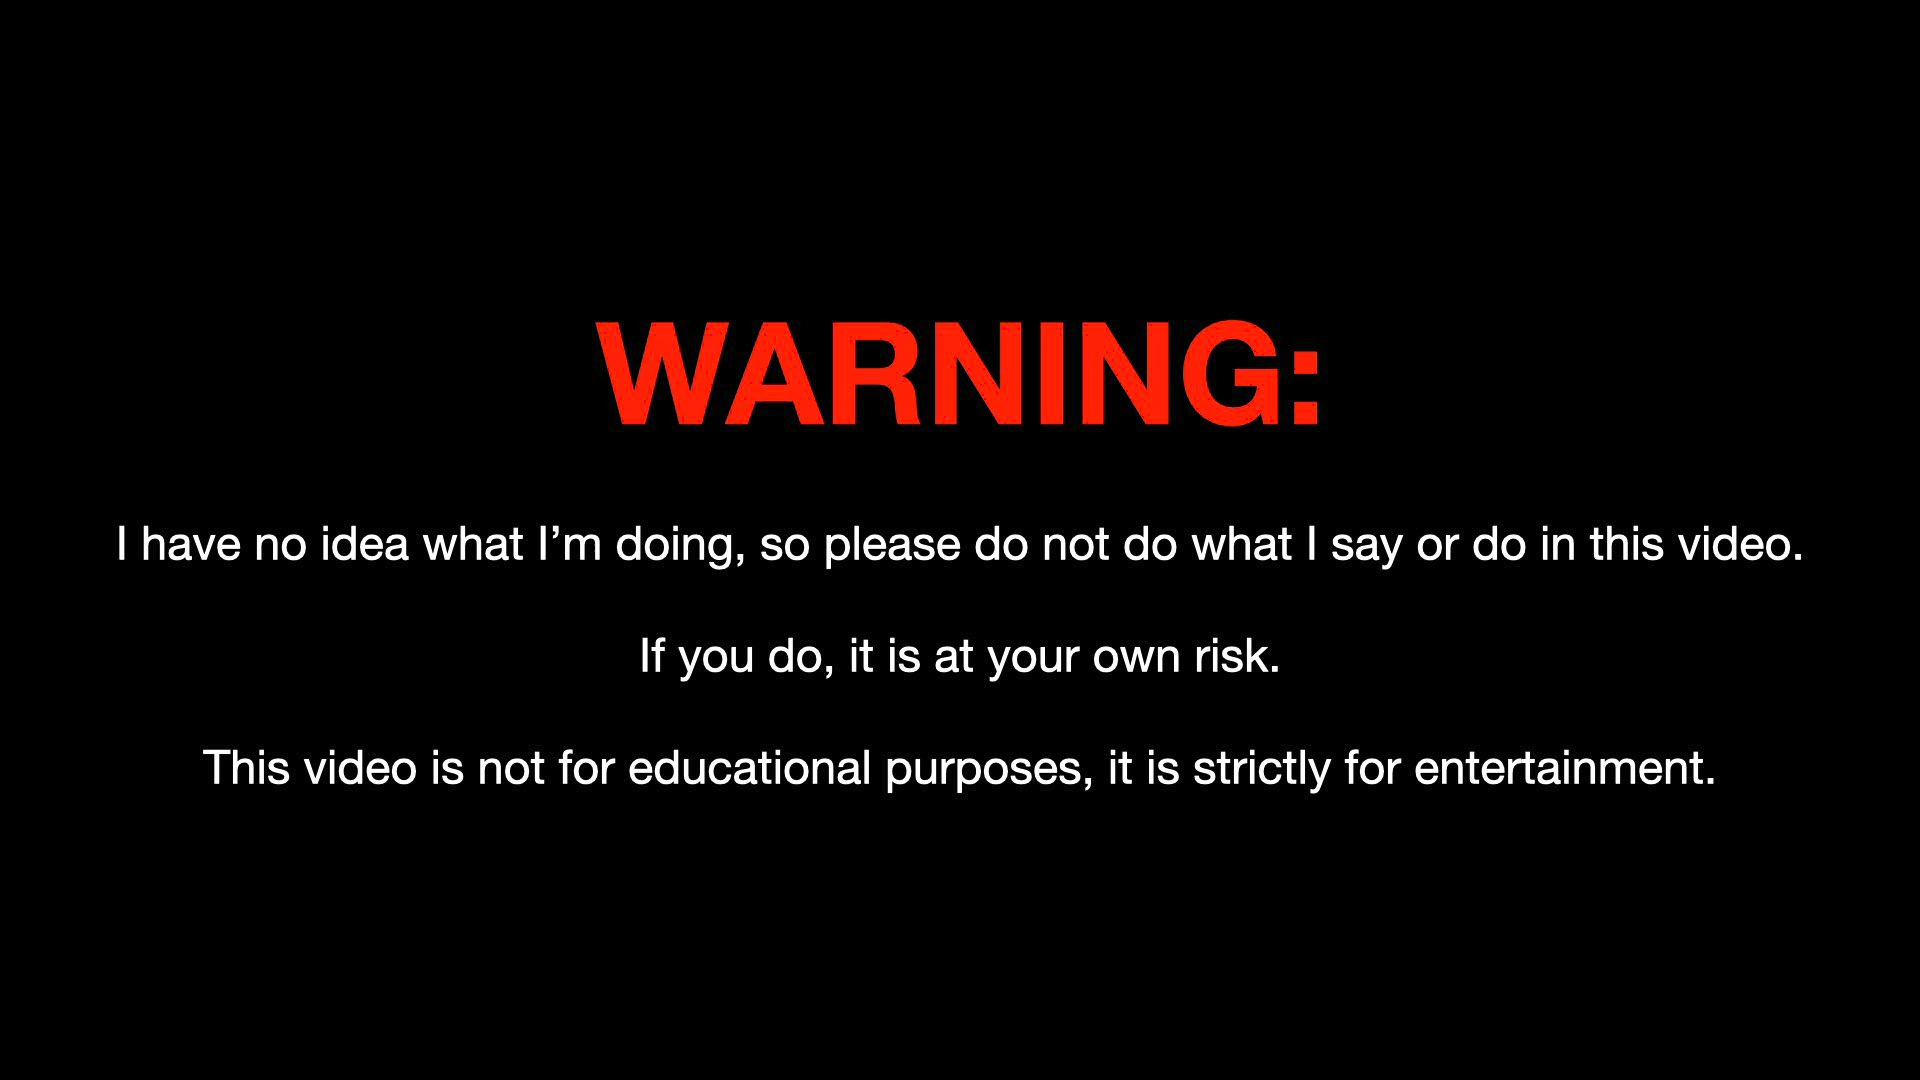 WARNING:
I have no idea what I’m doing, so please do not do what I say or do in this video.
If you do, it is at your own risk.
This video is not for educational purposes, it is strictly for entertainment.